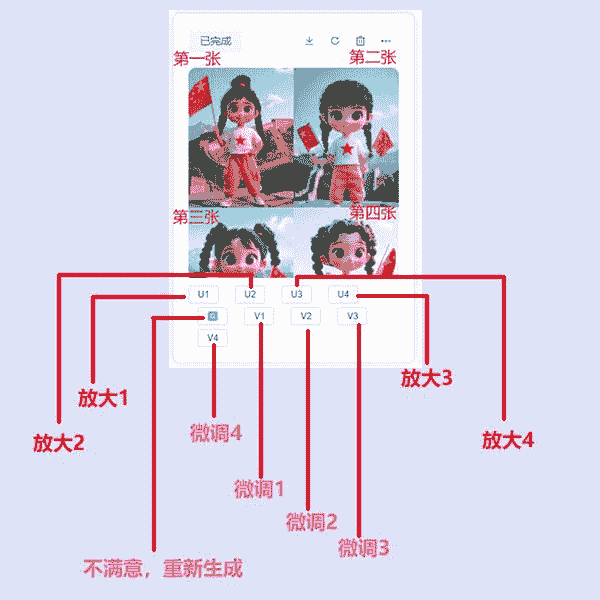 已完成
第一张
第二张
第三张
第四张
U1
U2
U3
U4
V1
V2
V3
V4
放大1
放大3
放大2
放大4
微调4
微调1
微调2
微调3
不满意，重新生成